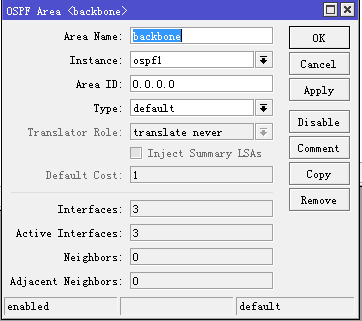 OSPF Area <backbone>
Area Name: backbone
OK
Instance: ospf1
Cancel
Area ID: 0.0.0.0
Apply
Type: default
Disable
Translator Role: translate never
Inject Summary LSAs
Comment
Default Cost: 1
Copy
Remove
Interfaces: 3
Active Interfaces: 3
Neighbors: 0
Adjacent Neighbors: 0
enabled
default